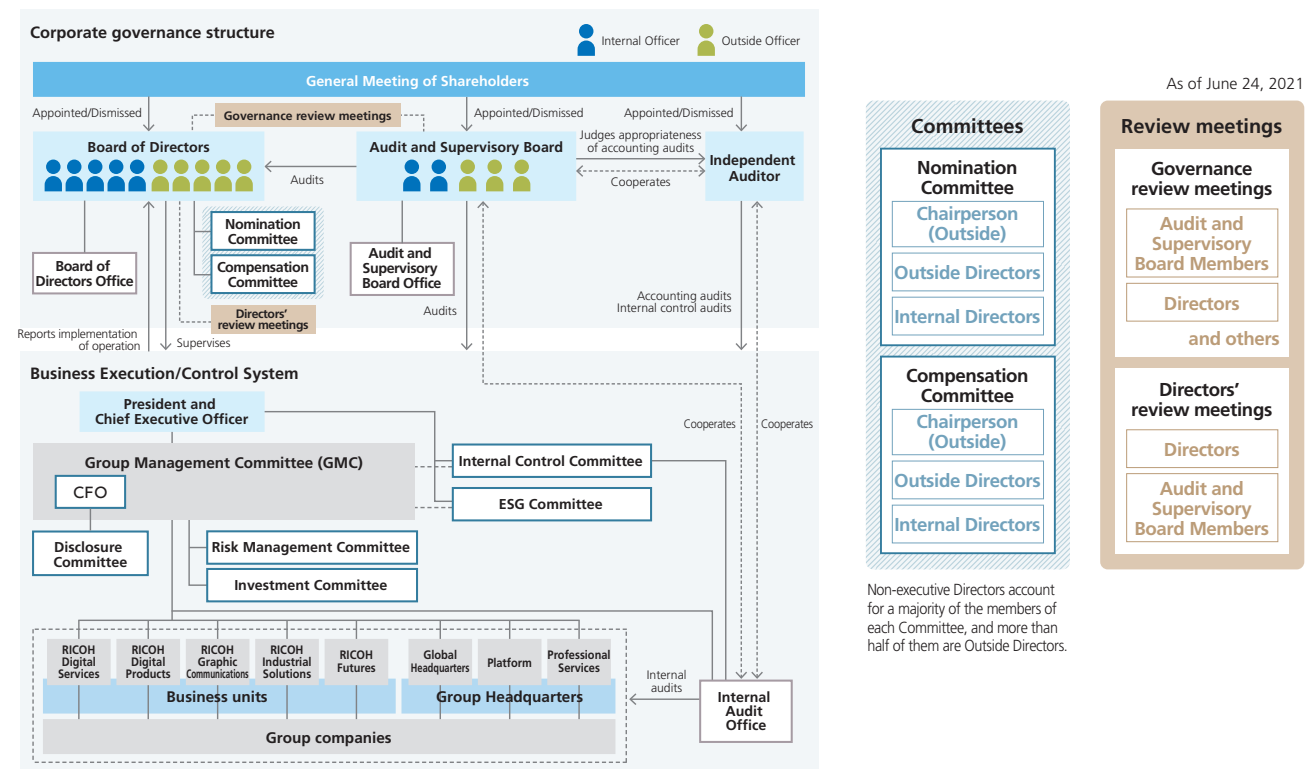 Corporate governance structure
Internal Officer
Outside Officer
General Meeting of Shareholders
Appointed/Dismissed
Governance review meetings
Appointed/Dismissed
Appointed/Dismissed
Board of Directors
Audits
Audit and Supervisory Board
Judges appropriateness
of accounting audits
Cooperates
Independent
Auditor
Nomination
Committee
Compensation
Committee
Board of
Directors Office
Audit and
Supervisory
Board Office
Directors'
review meetings
Reports implementation
of operation
Supervises
Audits
Accounting audits
Internal control audits
Business Execution/Control System
President and
Chief Executive Officer
Cooperates
Cooperates
Group Management Committee (GMC)
CFO
Internal Control Committee
ESG Committee
Disclosure
Committee
Risk Management Committee
Investment Committee
RICOH
Digital
Services
RICOH
Digital
Products
RICOH
Graphic
Communications
RICOH
Industrial
Solutions
RICOH
Futures
Global
Headquarters
Platform
Professional
Services
Business units
Group Headquarters
Group companies
Internal
audits
Internal
Audit
Office
As of June 24, 2021
Committees
Nomination
Committee
Chairperson
(Outside)
Outside Directors
Internal Directors
Compensation
Committee
Chairperson
(Outside)
Outside Directors
Internal Directors
Non-executive Directors account
for a majority of the members of
each Committee, and more than
half of them are Outside Directors.
Review meetings
Governance
review meetings
Audit and
Supervisory
Board Members
Directors
and others
Directors'
review meetings
Directors
Audit and
Supervisory
Board Members